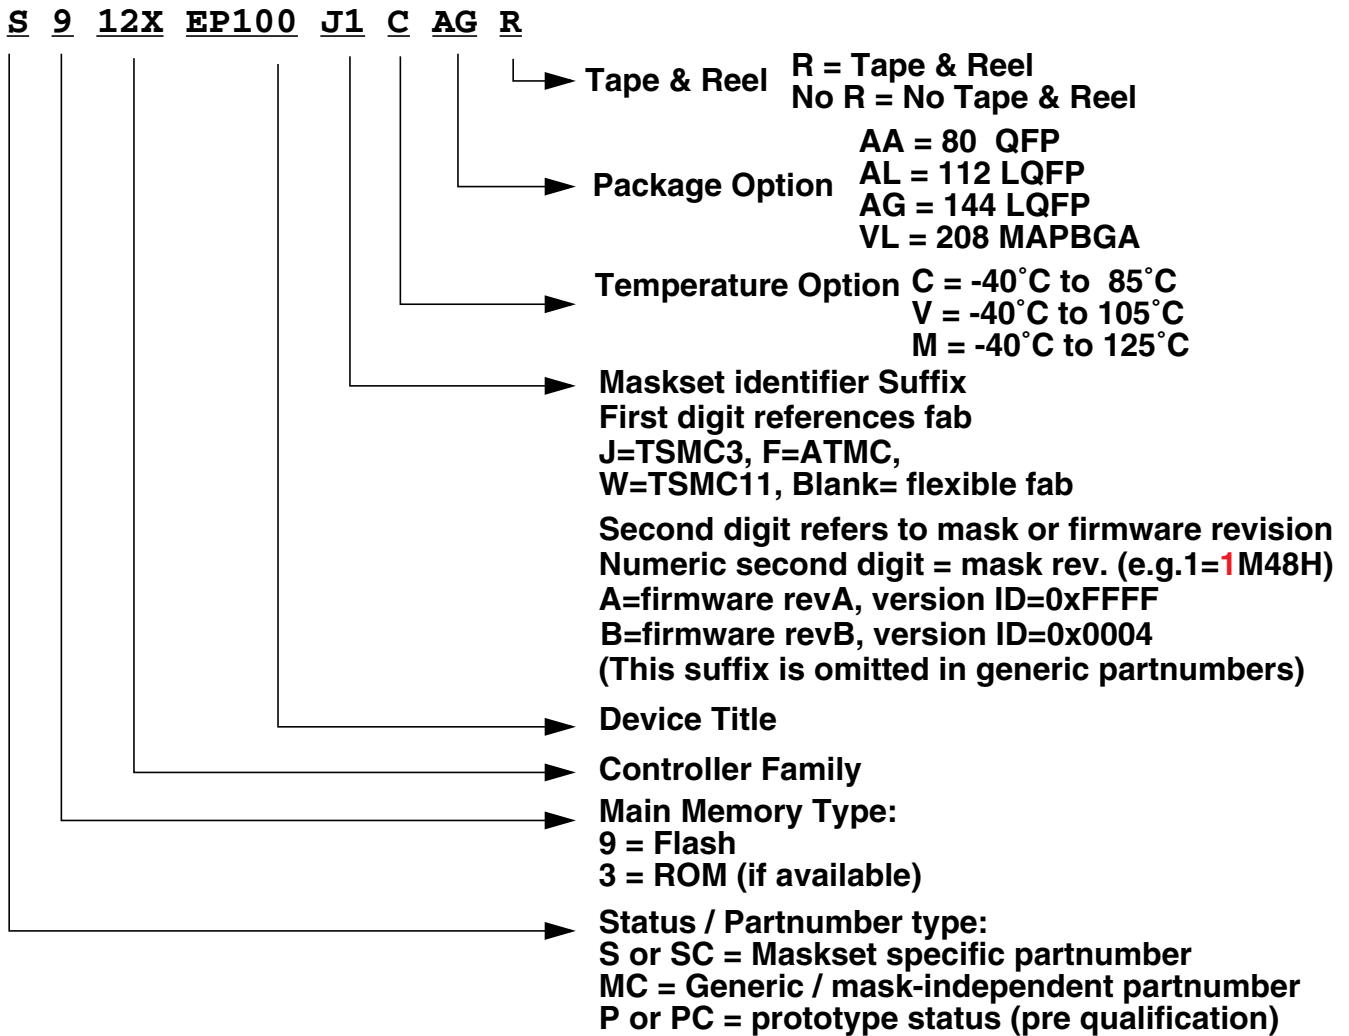 S 9 12X EP100 J1 C AG R
Tape & Reel
R = Tape & Reel
No R = No Tape & Reel
Package Option
AA = 80 QFP
AL = 112 LQFP
AG = 144 LQFP
VL = 208 MAPBGA
Temperature Option
C = -40˚C to 85˚C
V = -40˚C to 105˚C
M = -40˚C to 125˚C
Maskset identifier Suffix
First digit references fab
J=TSMC3, F=ATMC,
W=TSMC11, Blank= flexible fab
Second digit refers to mask or firmware revision
Numeric second digit = mask rev. (e.g.1=1M48H)
A=firmware revA, version ID=0xFFFF
B=firmware revB, version ID=0x0004
(This suffix is omitted in generic partnumbers)
Device Title
Controller Family
Main Memory Type:
9 = Flash
3 = ROM (if available)
Status / Partnumber type:
S or SC = Maskset specific partnumber
MC = Generic / mask-independent partnumber
P or PC = prototype status (pre qualification)